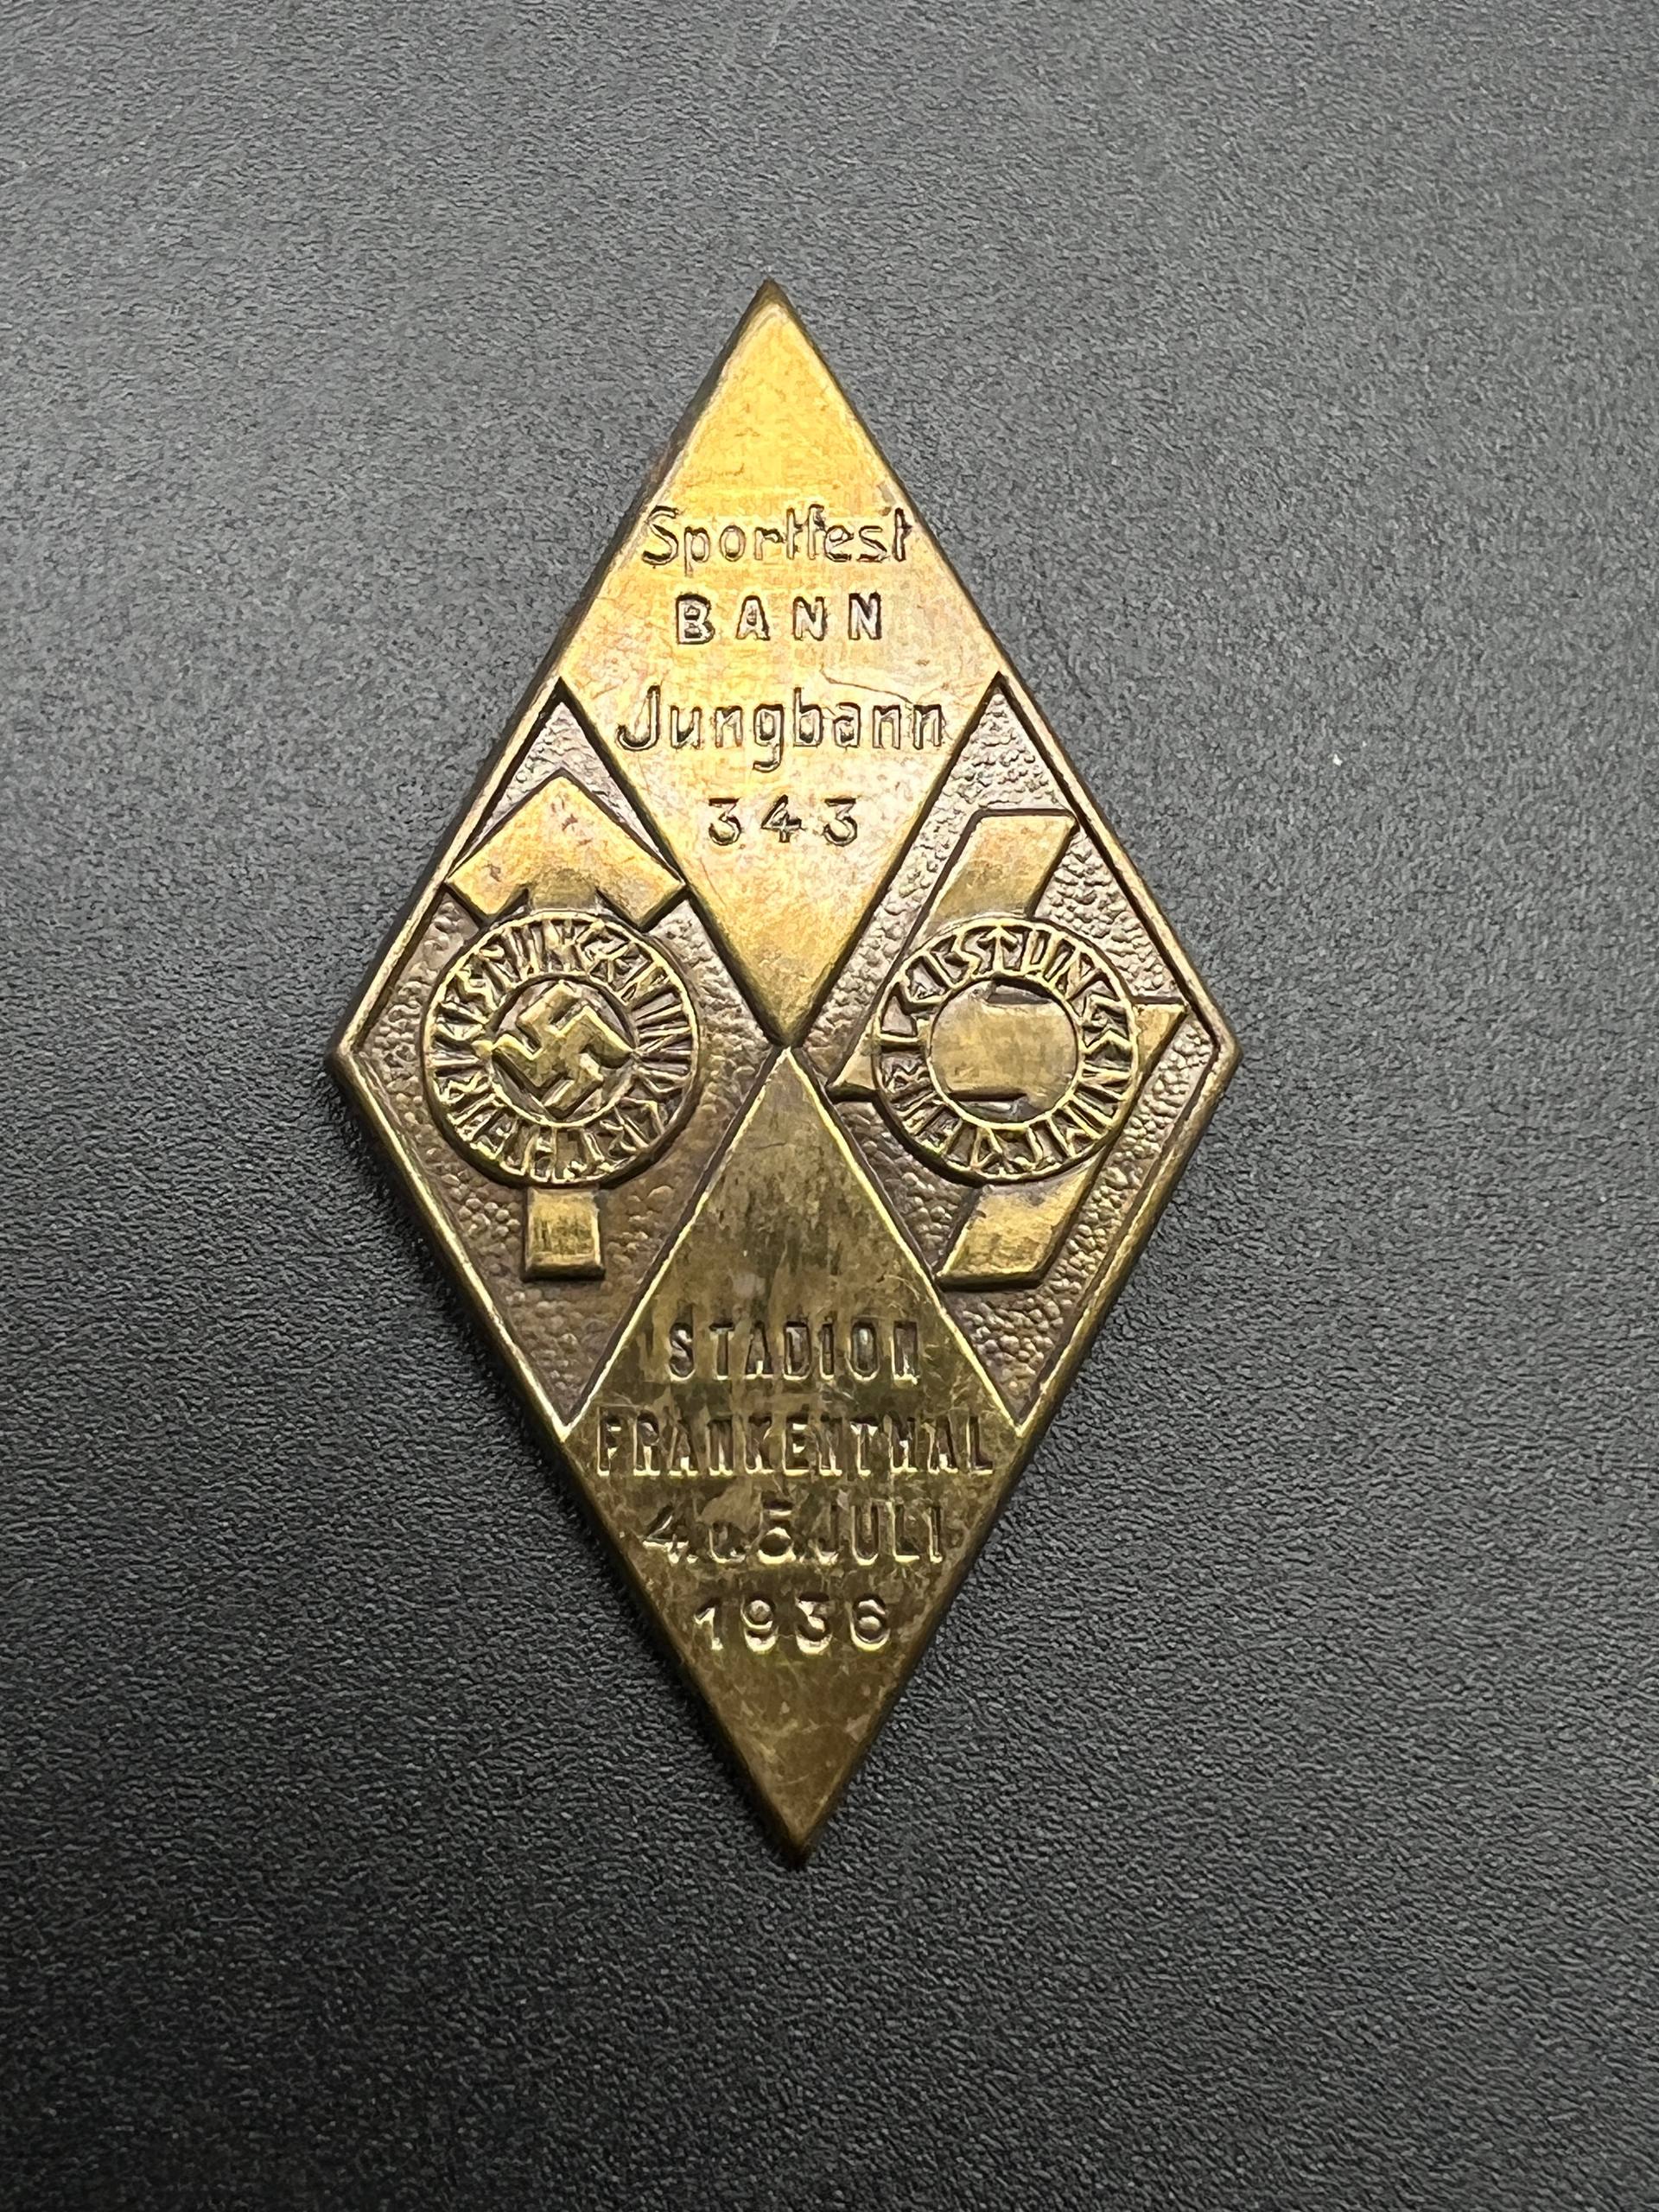 Sportfest
BANN
Jungbann
343
STADION
FRANKENTHAL
4.u.5.JULI
1936